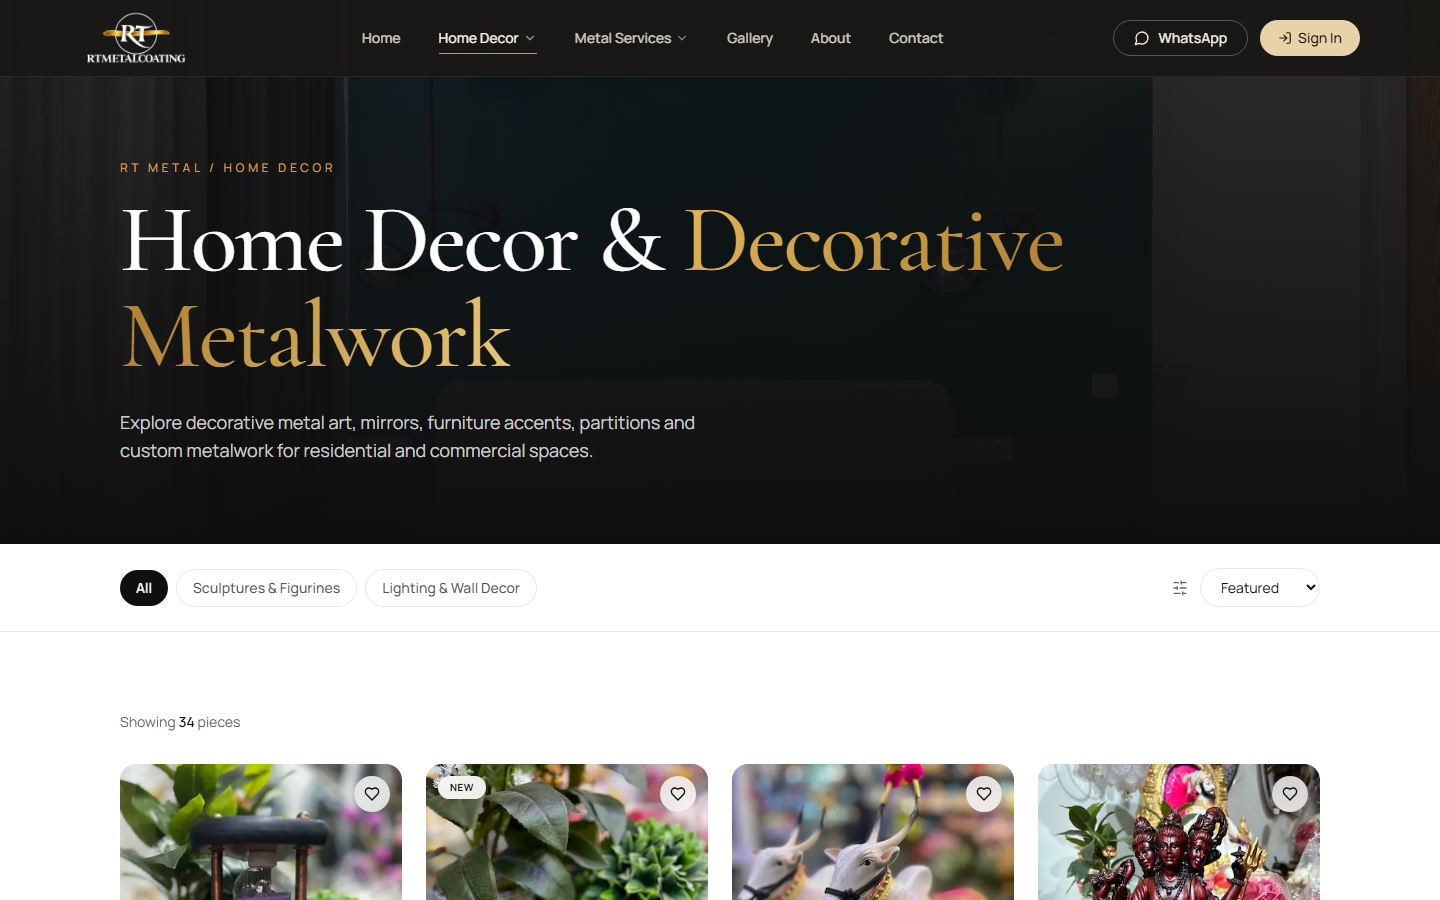 RT
RTMETALCOATING
Home
Home Decor
Metal Services
Gallery
About
Contact
WhatsApp
Sign In
RT METAL / HOME DECOR
Home Decor & Decorative
Metalwork
Explore decorative metal art, mirrors, furniture accents, partitions and
custom metalwork for residential and commercial spaces.
All
Sculptures & Figurines
Lighting & Wall Decor
Featured
Showing 34 pieces
NEW